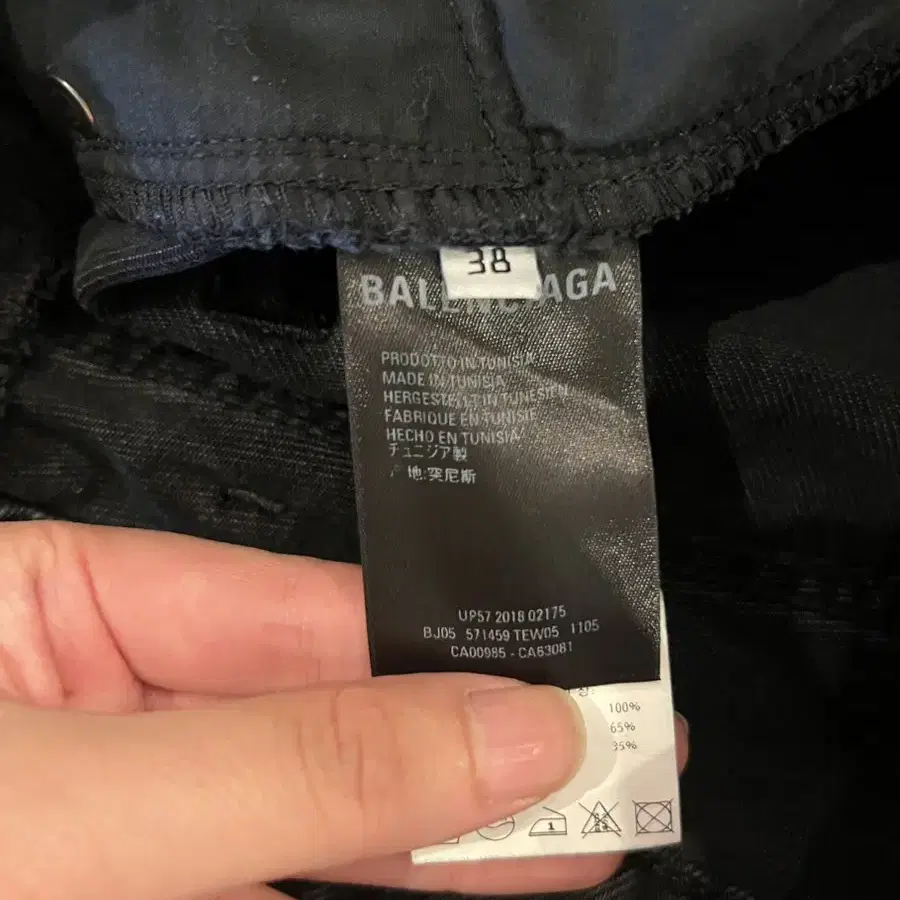 38
BALENCIAGA
PRODOTTO IN TUNISIA
MADE IN TUNISIA
HERGESTELLT IN TUNESIEN
FABRIQUE EN TUNISIE
HECHO EN TUNISIA
チュニジア製
产地:突尼斯
UP57 2018 02175
BJ05 571459 TEW05 1105
CA00985 - CA63081
100%
65%
35%
1